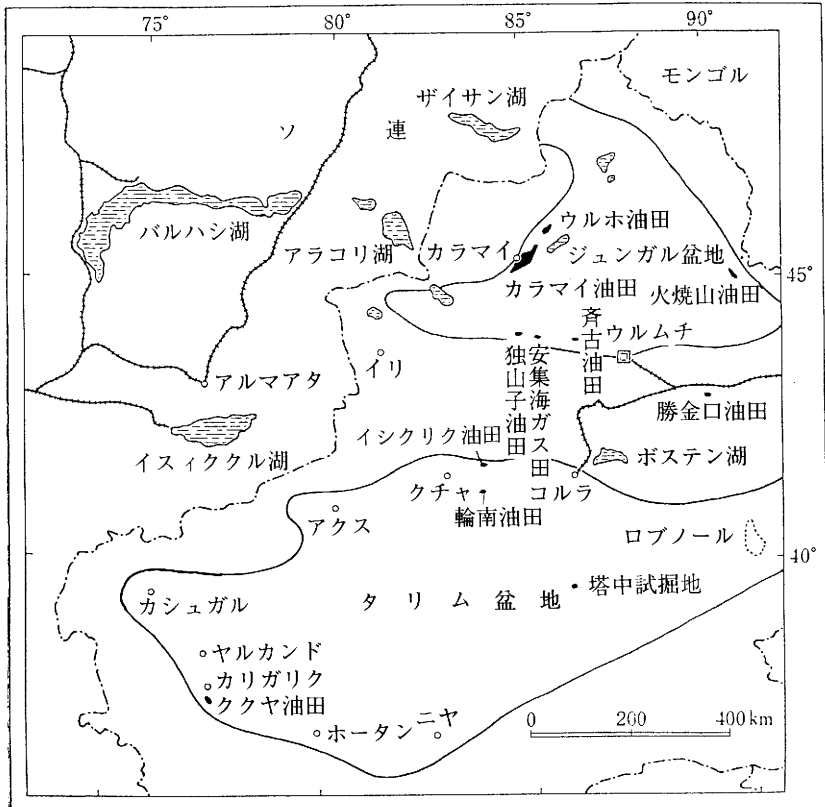 75°
80°
85°
90°
モンゴル
ザイサン湖
ソ連
ウルホ油田
バルハシ湖
アラコリ湖
カラマイ
ジュンガル盆地
45°
カラマイ油田
火焼山油田
斉古油田
ウルムチ
イリ
独山子油田
安集海ガス田
アルマアタ
勝金口油田
イシクリク油田
イスィククル湖
ボステン湖
クチャ
コルラ
輪南油田
アクス
ロブノール
40°
塔中試掘地
カシュガル
タリム盆地
ヤルカンド
カリガリク
ククヤ油田
ホータン
ニヤ
0 200 400 km